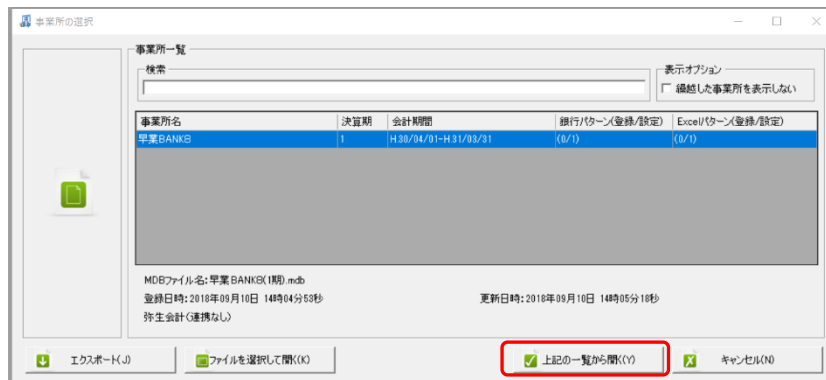 事業所の選択
事業所一覧
検索
表示オプション
繰越した事業所を表示しない
事業所名 決算期 会計期間 銀行パターン(登録/設定) Excelパターン(登録/設定)
早業BANK8 1 H.30/04/01-H.31/03/31 (0/1) (0/1)
MDBファイル名:早業BANK8(1期).mdb
登録日時:2018年09月10日 14時04分53秒 更新日時:2018年09月10日 14時05分18秒
弥生会計(連携なし)
エクスポート(J) ファイルを選択して開く(K) 上記の一覧から開く(Y) キャンセル(N)